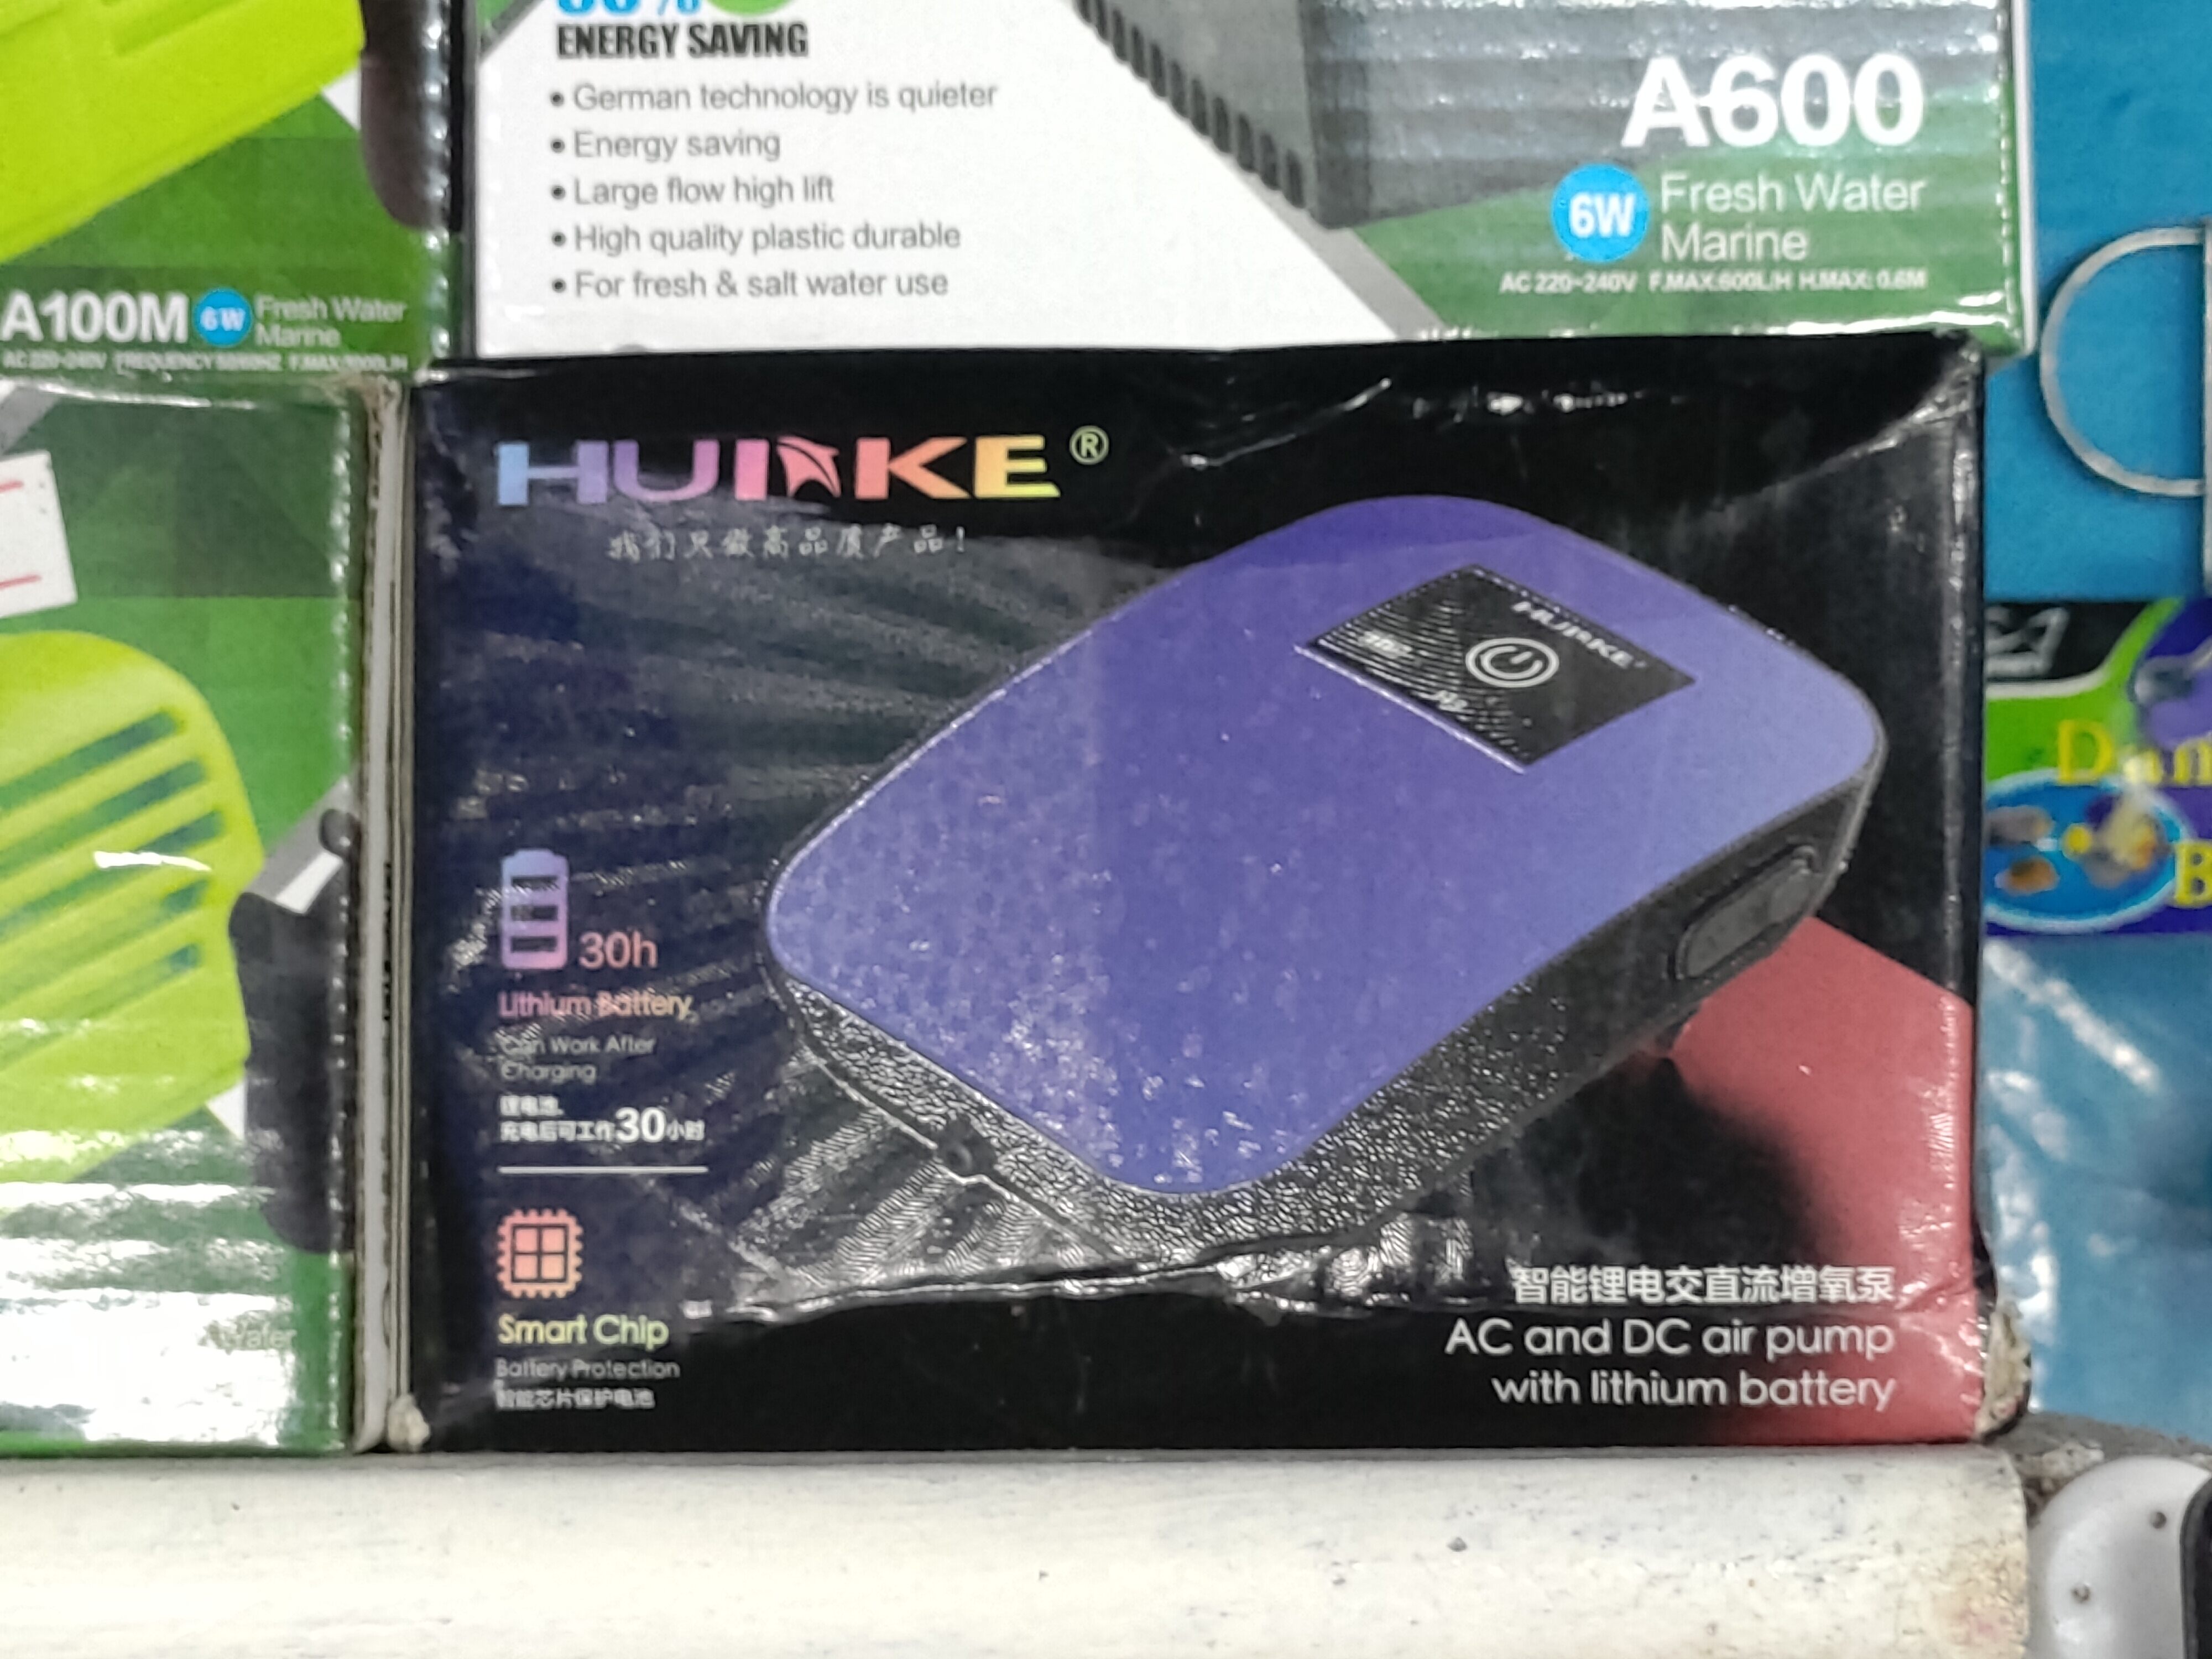 ENERGY SAVING
• German technology is quieter
• Energy saving
• Large flow high lift
• High quality plastic durable
• For fresh & salt water use
A600
6W Fresh Water
Marine
AC 220~240V F.MAX:600L/H H.MAX: 0.6M
A100M 6W Fresh Water
Marine
HUIKE®
我们只做高品质产品!
HUIKE
30h
Lithium Battery
Can Work After
Charging
锂电池,
充电后可工作30小时
Smart Chip
Battery Protection
智能芯片保护电池
智能锂电交直流增氧泵
AC and DC air pump
with lithium battery
Water